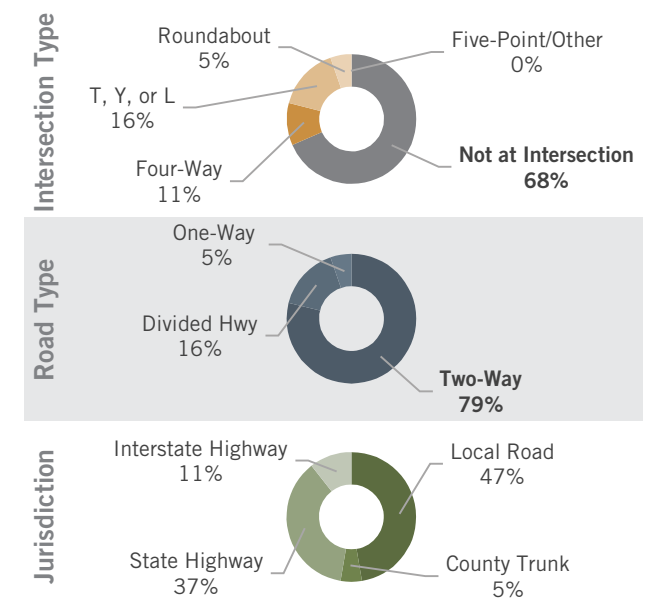 Intersection Type
Roundabout
5%
Five-Point/Other
0%
T, Y, or L
16%
Four-Way
11%
Not at Intersection
68%
Road Type
One-Way
5%
Divided Hwy
16%
Two-Way
79%
Jurisdiction
Interstate Highway
11%
Local Road
47%
State Highway
37%
County Trunk
5%